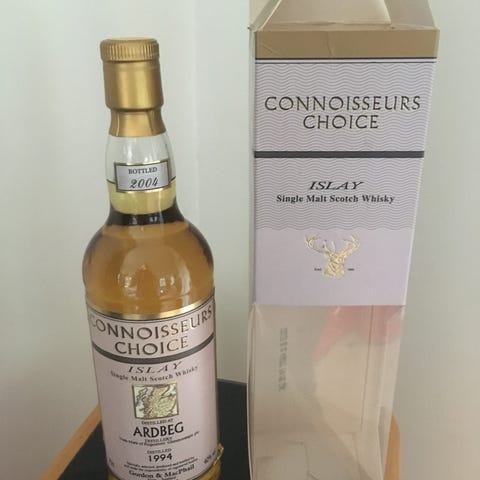 BOTTLED
2004
CONNOISSEURS
CHOICE
ISLAY
Single Malt Scotch Whisky
DISTILLED AT
ARDBEG
DISTILLERY
DISTILLED
1994
Gordon & MacPhail
CONNOISSEURS
CHOICE
ISLAY
Single Malt Scotch Whisky